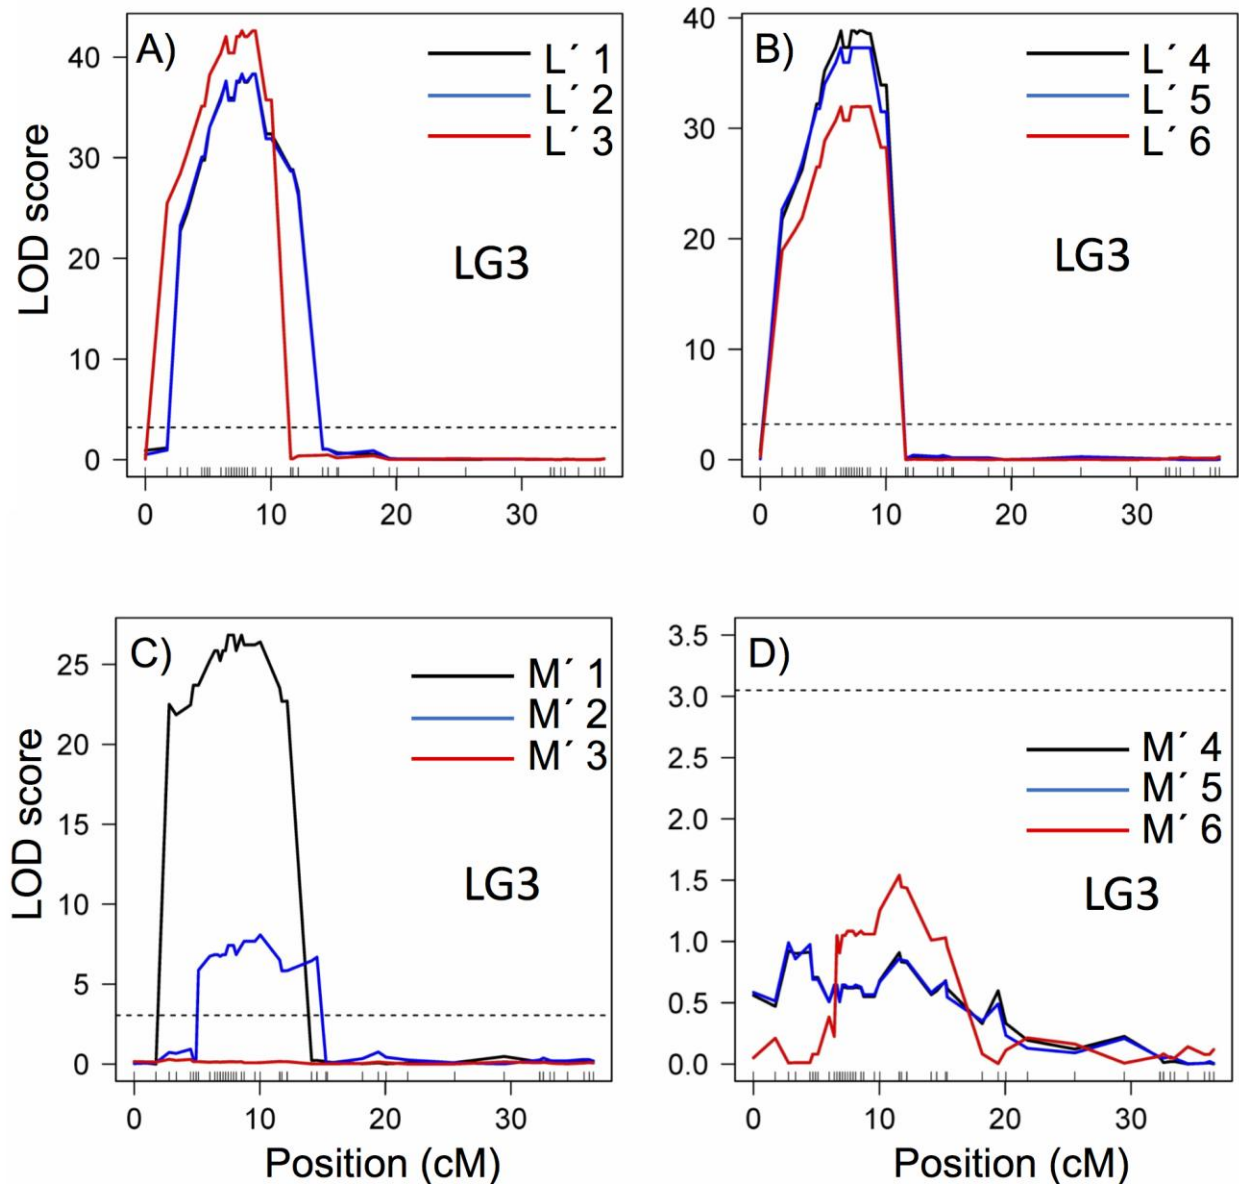 A)
L´ 1
L´ 2
L´ 3
LG3
LOD score
40
30
20
10
0
0 10 20 30
B)
L´ 4
L´ 5
L´ 6
LG3
40
30
20
10
0
0 10 20 30
C)
M´ 1
M´ 2
M´ 3
LG3
LOD score
25
20
15
10
5
0
0 10 20 30
Position (cM)
D)
M´ 4
M´ 5
M´ 6
LG3
3.5
3.0
2.5
2.0
1.5
1.0
0.5
0.0
0 10 20 30
Position (cM)